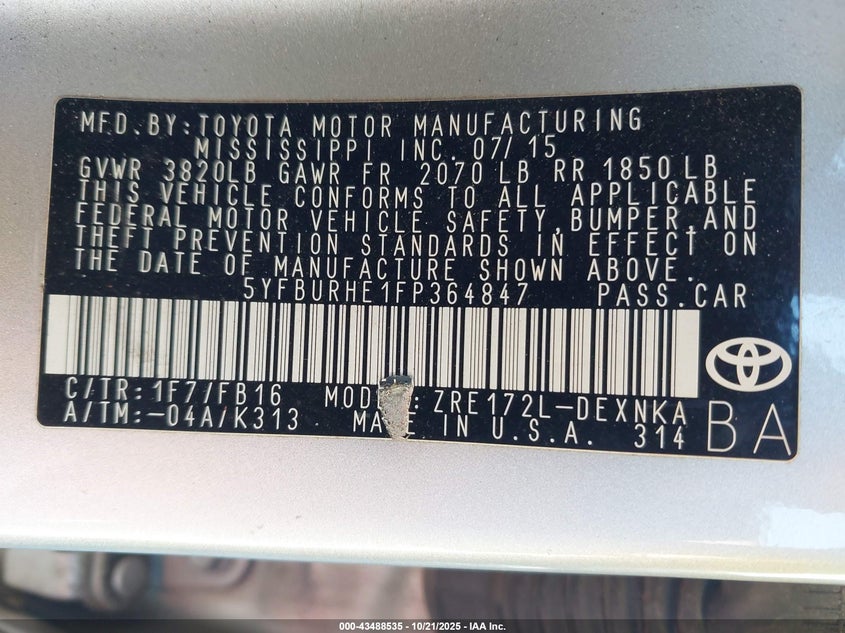 MFD.BY:TOYOTA MOTOR MANUFACTURING
MISSISSIPPI INC. 07/15
GVWR 3820LB GAWR FR 2070LB RR 1850LB
THIS VEHICLE CONFORMS TO ALL APPLICABLE
FEDERAL MOTOR VEHICLE SAFETY,BUMPER,AND
THEFT PREVENTION STANDARDS IN EFFECT ON
THE DATE OF MANUFACTURE SHOWN ABOVE.
5YFBURHE1FP364847 PASS.CAR
C/TR:1F7/FB16 ZRE172L-DEXNKA
A/TM:-04A/K313 IN U.S.A. 314
BA
000-43488535 | 10/21/2025 | IAA Inc.